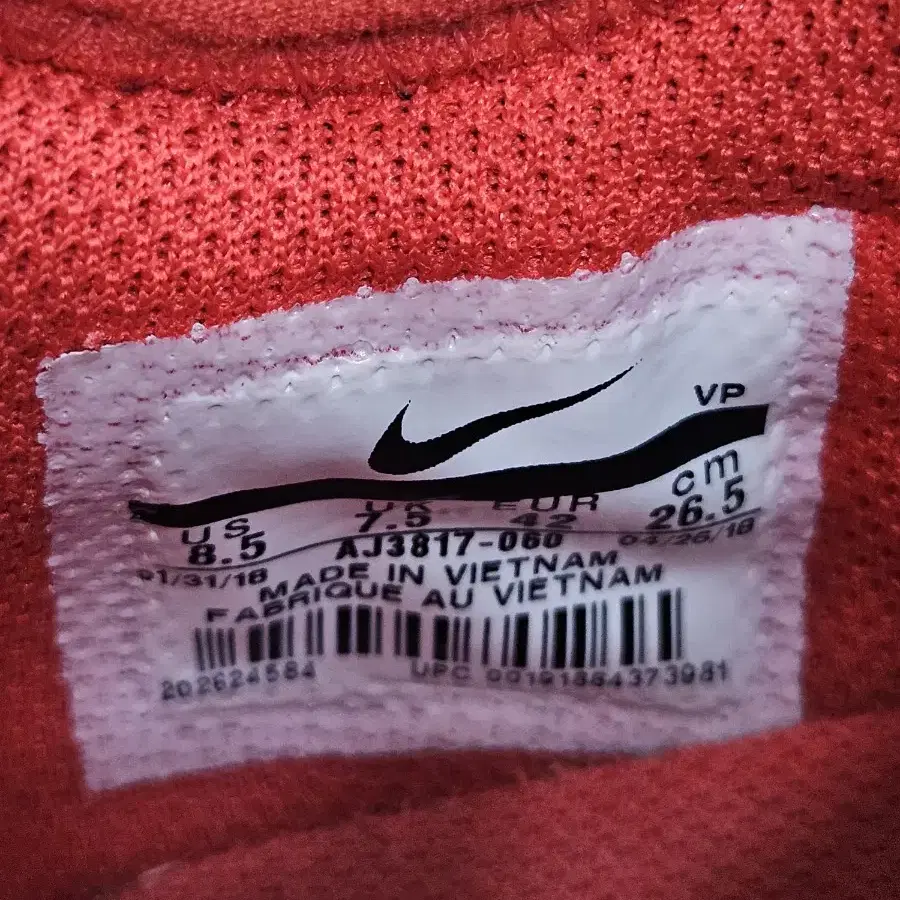 VP
US UK EUR cm
8.5 7.5 42 26.5
AJ3817-060
01/31/18 04/26/18
MADE IN VIETNAM
FABRIQUE AU VIETNAM
202624584 UPC 00191884373981